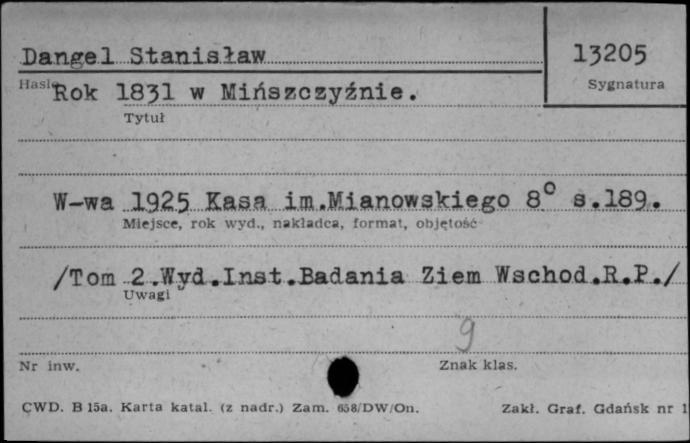 Dangel Stanisław 13205
Hasło Sygnatura
Rok 1831 w Mińszczyźnie.
Tytuł
W-wa 1925 Kasa im.Mianowskiego 8° s.189.
Miejsce, rok wyd., nakładca, format, objętość
/Tom 2.Wyd.Inst.Badania Ziem Wschod.R.P./
Uwagi
9
Nr inw. Znak klas.
CWD. B 15a. Karta katal. (z nadr.) Zam. 658/DW/On. Zakł. Graf. Gdańsk nr 1